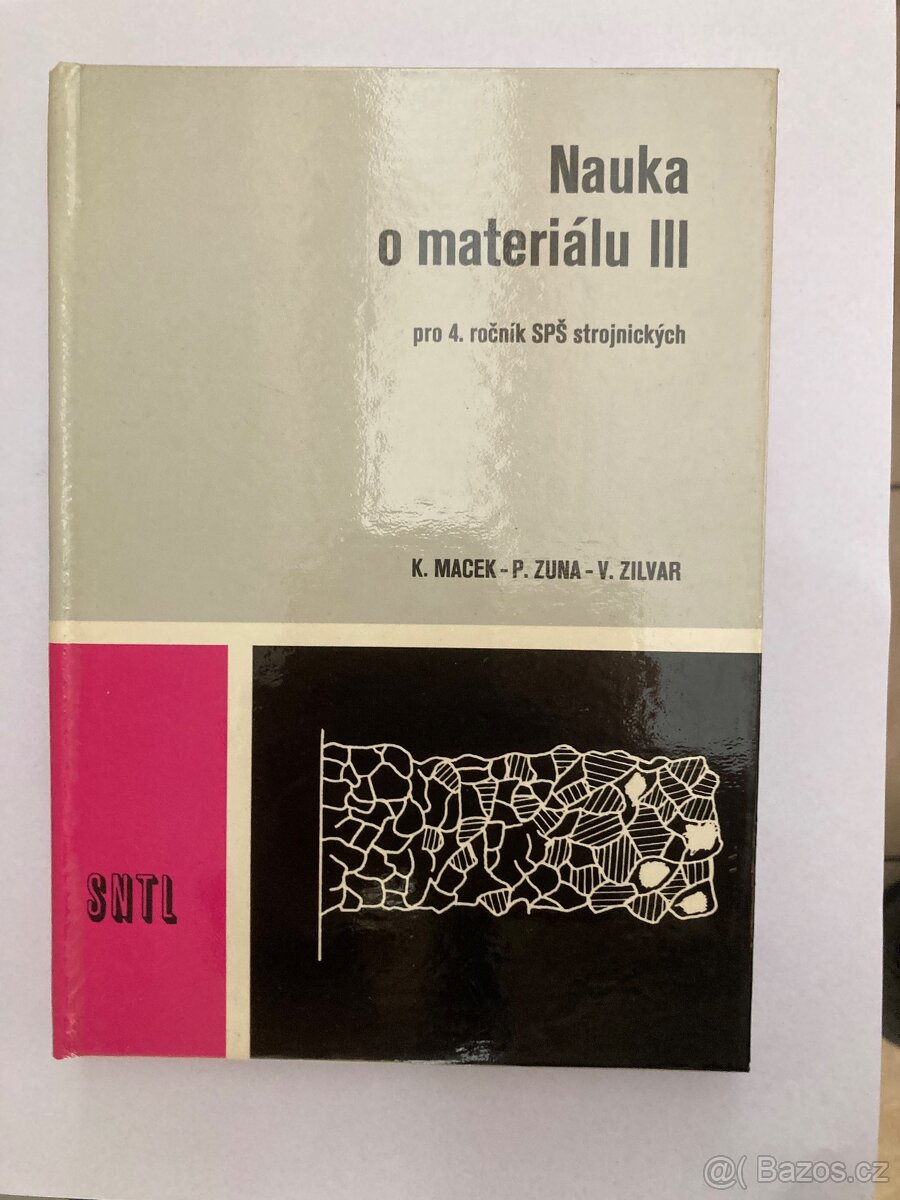 Nauka
o materiálu III
pro 4. ročník SPŠ strojnických
K. MACEK - P. ZUNA - V. ZILVAR
SNTL
@( Bazos.cz